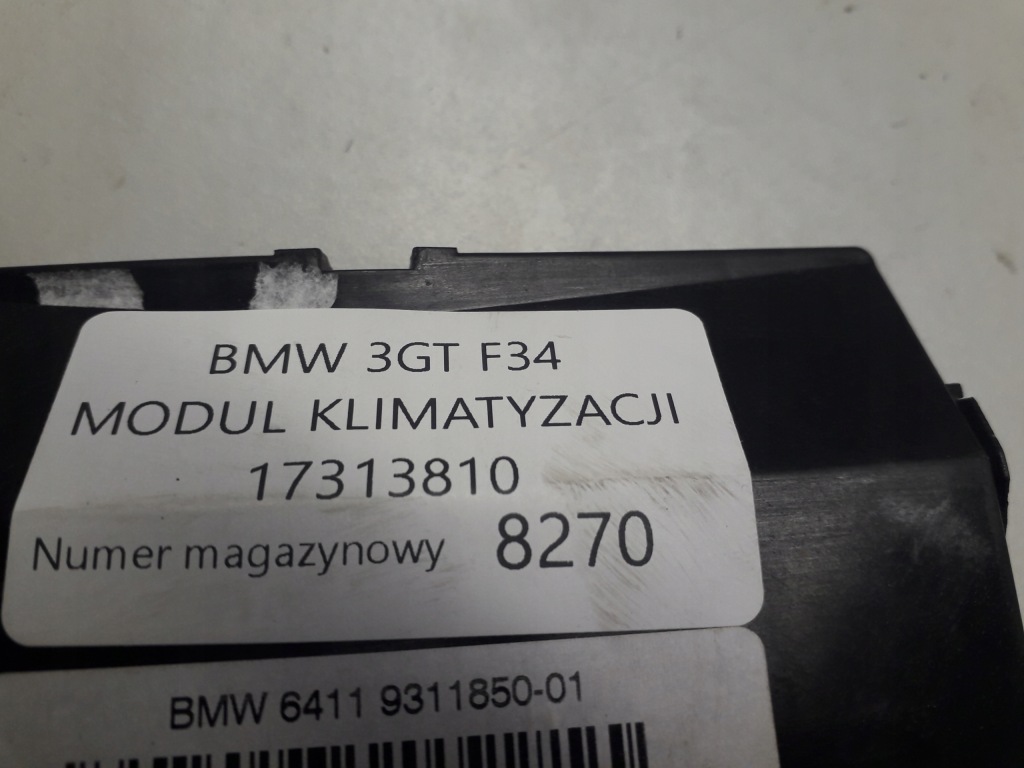 BMW 3GT F34
MODUL KLIMATYZACJI
17313810
Numer magazynowy 8270
BMW 6411 9311850-01